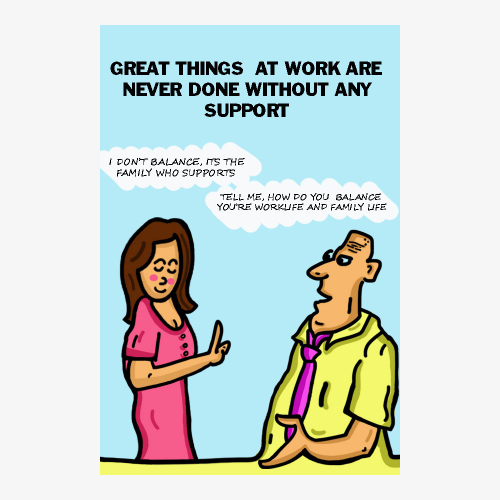 GREAT THINGS AT WORK ARE
NEVER DONE WITHOUT ANY
SUPPORT
I DON'T BALANCE, ITS THE
FAMILY WHO SUPPORTS
TELL ME, HOW DO YOU BALANCE
YOU'RE WORKLIFE AND FAMILY LIFE